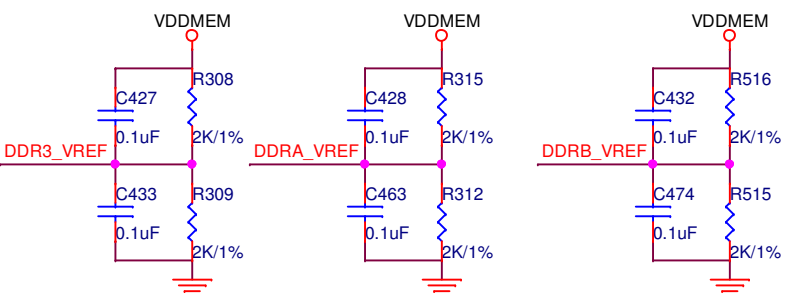 VDDMEM
C427
R308
0.1uF
2K/1%
DDR3_VREF
C433
R309
0.1uF
2K/1%
VDDMEM
C428
R315
0.1uF
2K/1%
DDRA_VREF
C463
R312
0.1uF
2K/1%
VDDMEM
C432
R516
0.1uF
2K/1%
DDRB_VREF
C474
R515
0.1uF
2K/1%